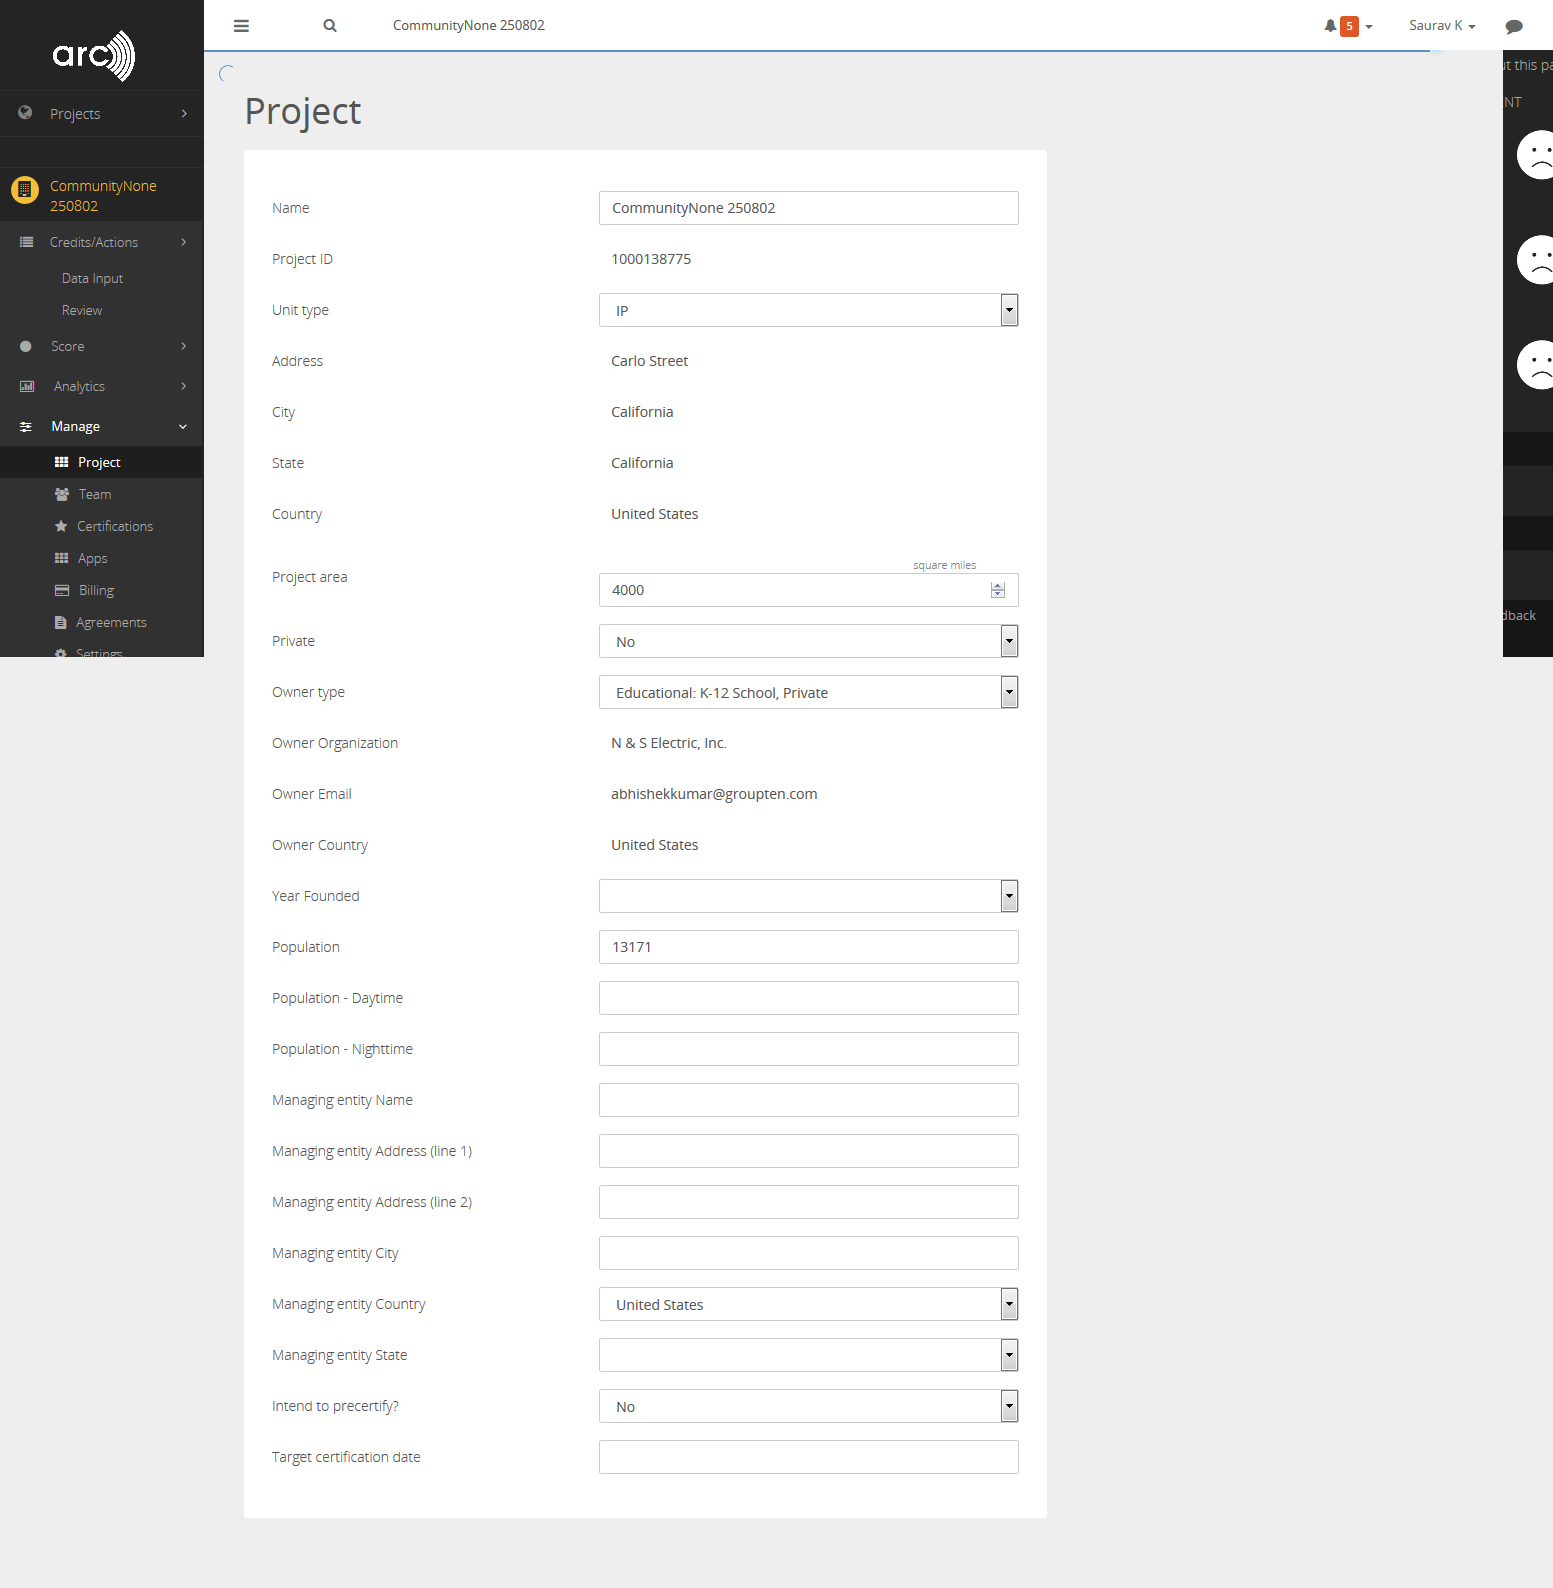 arc
CommunityNone 250802
5
Saurav K
Projects
CommunityNone
250802
Credits/Actions
Data Input
Review
Score
Analytics
Manage
Project
Team
Certifications
Apps
Billing
Agreements
Settings
Project
Name
CommunityNone 250802
Project ID
1000138775
Unit type
IP
Address
Carlo Street
City
California
State
California
Country
United States
Project area
square miles
4000
Private
No
Owner type
Educational: K-12 School, Private
Owner Organization
N & S Electric, Inc.
Owner Email
abhishekkumar@groupten.com
Owner Country
United States
Year Founded
Population
13171
Population - Daytime
Population - Nighttime
Managing entity Name
Managing entity Address (line 1)
Managing entity Address (line 2)
Managing entity City
Managing entity Country
United States
Managing entity State
Intend to precertify?
No
Target certification date
this